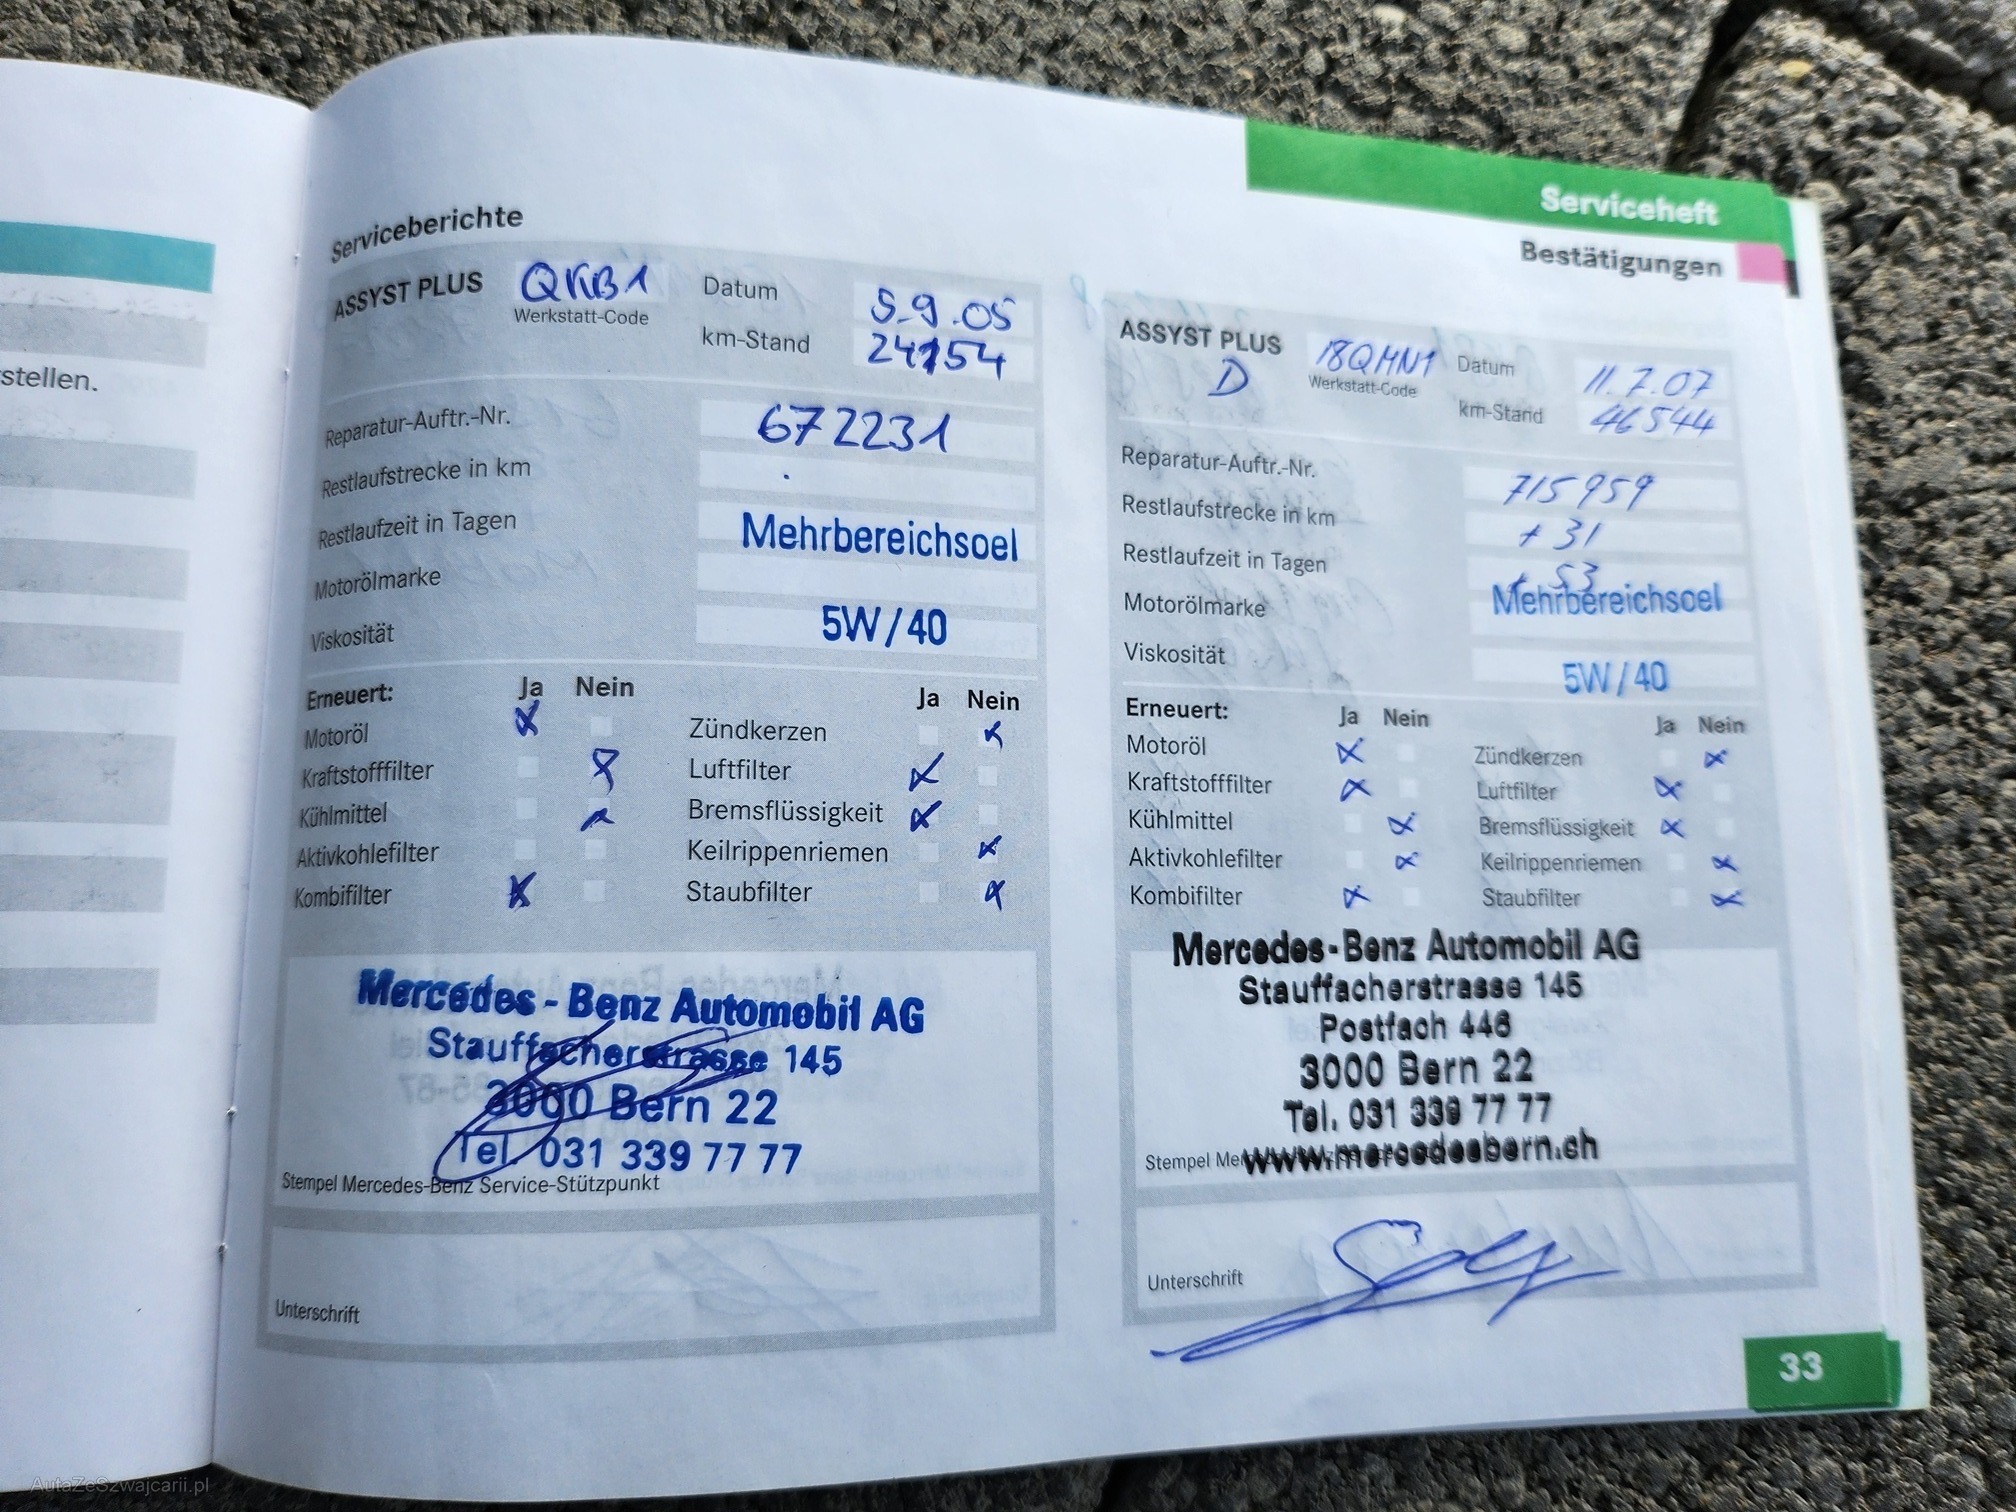 stellen.
Serviceheft
Bestätigungen
Serviceberichte
ASSYST PLUS QKB1 Datum 5.9.05
Werkstatt-Code
km-Stand 24154
Reparatur-Auftr.-Nr. 672231
Restlaufstrecke in km
Restlaufzeit in Tagen Mehrbereichsoel
Motorölmarke
Viskosität 5W/40
Erneuert: Ja Nein Ja Nein
Motoröl x Zündkerzen x
Kraftstofffilter x Luftfilter x
Kühlmittel x Bremsflüssigkeit x
Aktivkohlefilter Keilrippenriemen x
Kombifilter x Staubfilter x
Mercedes-Benz Automobil AG
Stauffacherstrasse 145
3000 Bern 22
Tel. 031 339 77 77
Stempel Mercedes-Benz Service-Stützpunkt
Unterschrift
ASSYST PLUS 18QHN1 Datum 11.7.07
D Werkstatt-Code
km-Stand 46544
Reparatur-Auftr.-Nr. 715959
Restlaufstrecke in km + 31
Restlaufzeit in Tagen + 53
Motorölmarke Mehrbereichsoel
Viskosität 5W/40
Erneuert: Ja Nein Ja Nein
Motoröl x Zündkerzen x
Kraftstofffilter x Luftfilter x
Kühlmittel x Bremsflüssigkeit x
Aktivkohlefilter x Keilrippenriemen x
Kombifilter x Staubfilter x
Mercedes-Benz Automobil AG
Stauffacherstrasse 145
Postfach 446
3000 Bern 22
Tel. 031 339 77 77
www.mercedesbern.ch
Stempel
Unterschrift
33
AutaZeSzwajcarii.pl